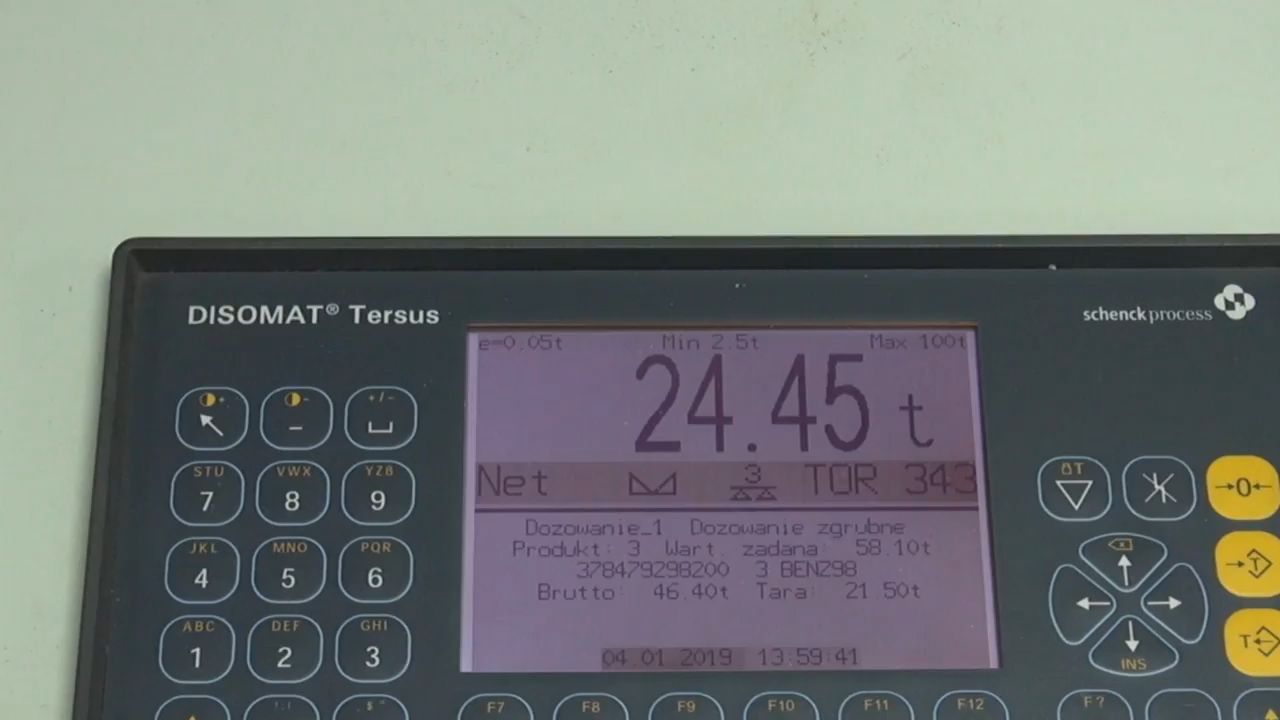 DISOMAT® Tersus
schenck process
e=0.05t Min 2.5t Max 100t
24.45 t
Net 3 TOR 343
Dozowanie_1 Dozowanie zgrubne
Produkt: 3 Wart. zadana: 58.10t
378479298200 3 BENZ98
Brutto: 46.40t Tara: 21.50t
04.01.2019 13:59:41
+ - +/-
STU VWX YZß
7 8 9
JKL MNO PQR
4 5 6
ABC DEF GHI
1 2 3
T
→0←
→T
T←
INS
F7 F8 F9 F10 F11 F12 F?